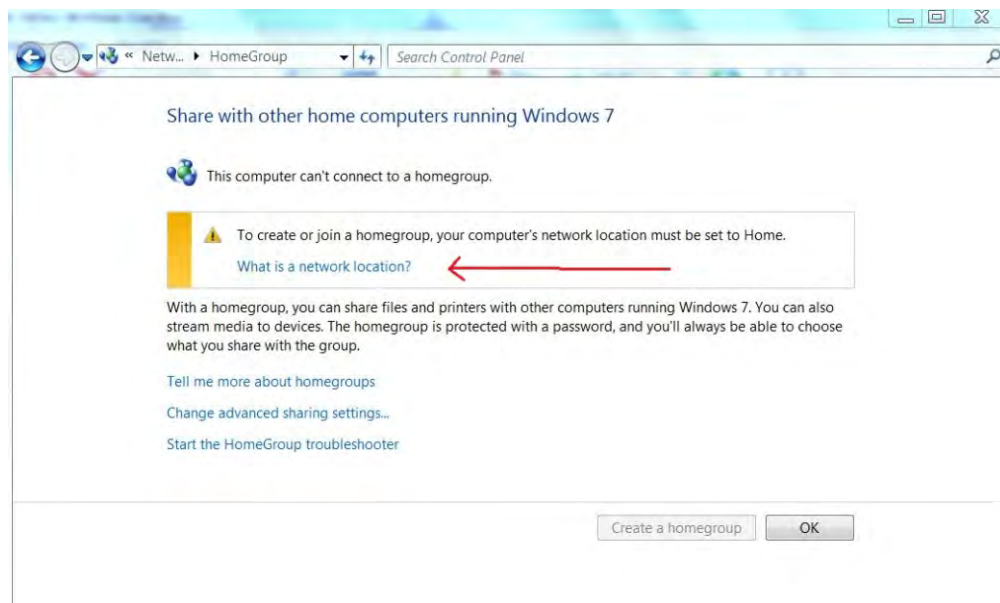 « Netw... ▸ HomeGroup
Search Control Panel
Share with other home computers running Windows 7
This computer can't connect to a homegroup.
To create or join a homegroup, your computer's network location must be set to Home.
What is a network location?
With a homegroup, you can share files and printers with other computers running Windows 7. You can also
stream media to devices. The homegroup is protected with a password, and you'll always be able to choose
what you share with the group.
Tell me more about homegroups
Change advanced sharing settings...
Start the HomeGroup troubleshooter
Create a homegroup
OK